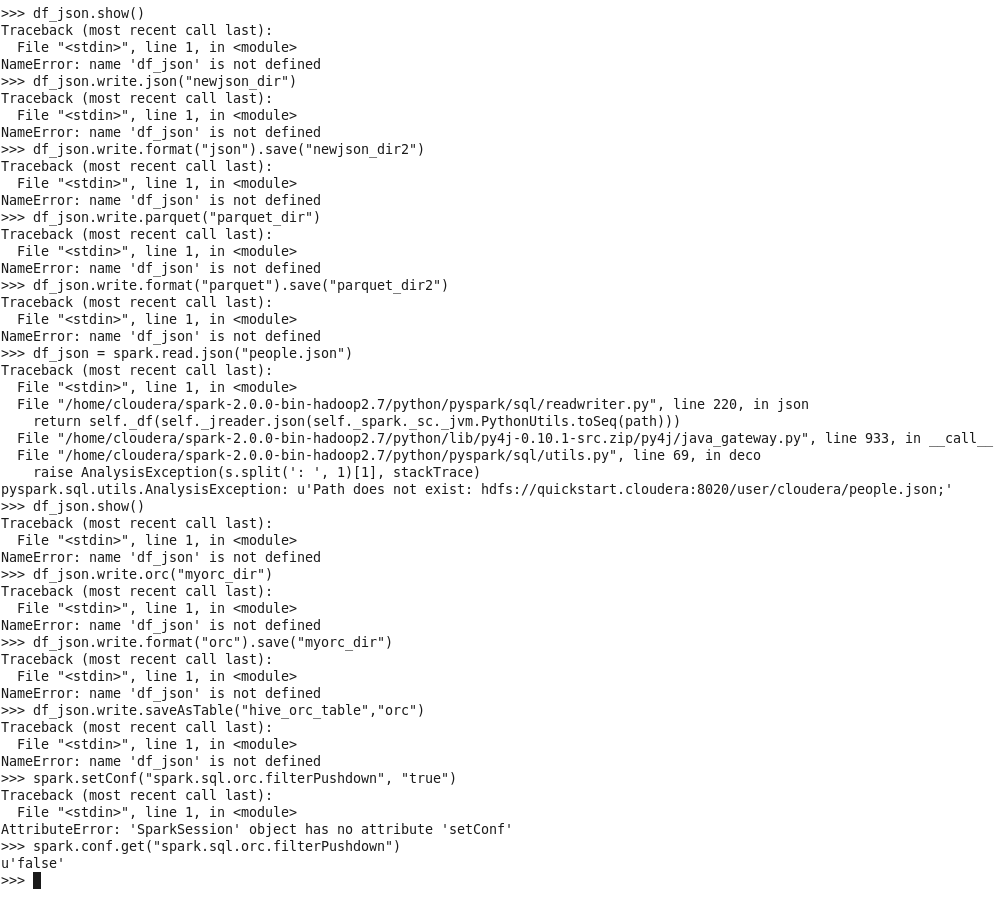 >>> df_json.show()
Traceback (most recent call last):
  File "<stdin>", line 1, in <module>
NameError: name 'df_json' is not defined
>>> df_json.write.json("newjson_dir")
Traceback (most recent call last):
  File "<stdin>", line 1, in <module>
NameError: name 'df_json' is not defined
>>> df_json.write.format("json").save("newjson_dir2")
Traceback (most recent call last):
  File "<stdin>", line 1, in <module>
NameError: name 'df_json' is not defined
>>> df_json.write.parquet("parquet_dir")
Traceback (most recent call last):
  File "<stdin>", line 1, in <module>
NameError: name 'df_json' is not defined
>>> df_json.write.format("parquet").save("parquet_dir2")
Traceback (most recent call last):
  File "<stdin>", line 1, in <module>
NameError: name 'df_json' is not defined
>>> df_json = spark.read.json("people.json")
Traceback (most recent call last):
  File "<stdin>", line 1, in <module>
  File "/home/cloudera/spark-2.0.0-bin-hadoop2.7/python/pyspark/sql/readwriter.py", line 220, in json
    return self._df(self._jreader.json(self._spark._sc._jvm.PythonUtils.toSeq(path)))
  File "/home/cloudera/spark-2.0.0-bin-hadoop2.7/python/lib/py4j-0.10.1-src.zip/py4j/java_gateway.py", line 933, in __call__
  File "/home/cloudera/spark-2.0.0-bin-hadoop2.7/python/pyspark/sql/utils.py", line 69, in deco
    raise AnalysisException(s.split(': ', 1)[1], stackTrace)
pyspark.sql.utils.AnalysisException: u'Path does not exist: hdfs://quickstart.cloudera:8020/user/cloudera/people.json;'
>>> df_json.show()
Traceback (most recent call last):
  File "<stdin>", line 1, in <module>
NameError: name 'df_json' is not defined
>>> df_json.write.orc("myorc_dir")
Traceback (most recent call last):
  File "<stdin>", line 1, in <module>
NameError: name 'df_json' is not defined
>>> df_json.write.format("orc").save("myorc_dir")
Traceback (most recent call last):
  File "<stdin>", line 1, in <module>
NameError: name 'df_json' is not defined
>>> df_json.write.saveAsTable("hive_orc_table","orc")
Traceback (most recent call last):
  File "<stdin>", line 1, in <module>
NameError: name 'df_json' is not defined
>>> spark.setConf("spark.sql.orc.filterPushdown", "true")
Traceback (most recent call last):
  File "<stdin>", line 1, in <module>
AttributeError: 'SparkSession' object has no attribute 'setConf'
>>> spark.conf.get("spark.sql.orc.filterPushdown")
u'false'
>>>